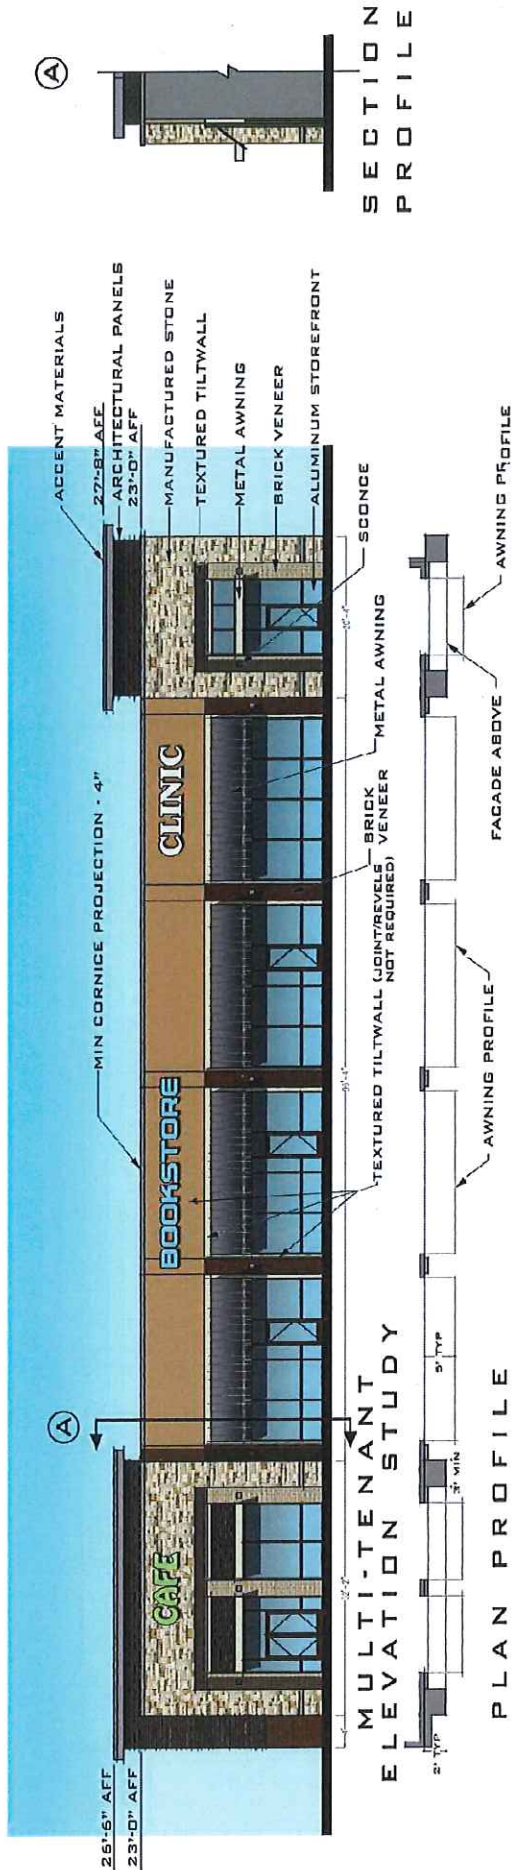 26'-6" AFF
23'-0" AFF
MIN CORNICE PROJECTION - 4"
ACCENT MATERIALS
27'-8" AFF
ARCHITECTURAL PANELS
23'-0" AFF
MANUFACTURED STONE
TEXTURED TILTWALL
METAL AWNING
BRICK VENEER
ALUMINUM STOREFRONT
SCONCE
CAFE
BOOKSTORE
CLINIC
A
METAL AWNING
BRICK
VENEER
TEXTURED TILTWALL (JOINT/REVELS
NOT REQUIRED)
MULTI-TENANT
ELEVATION STUDY
2' TYP
3' MIN
5' TYP
AWNING PROFILE
FACADE ABOVE
AWNING PROFILE
PLAN PROFILE
A
SECTION
PROFILE